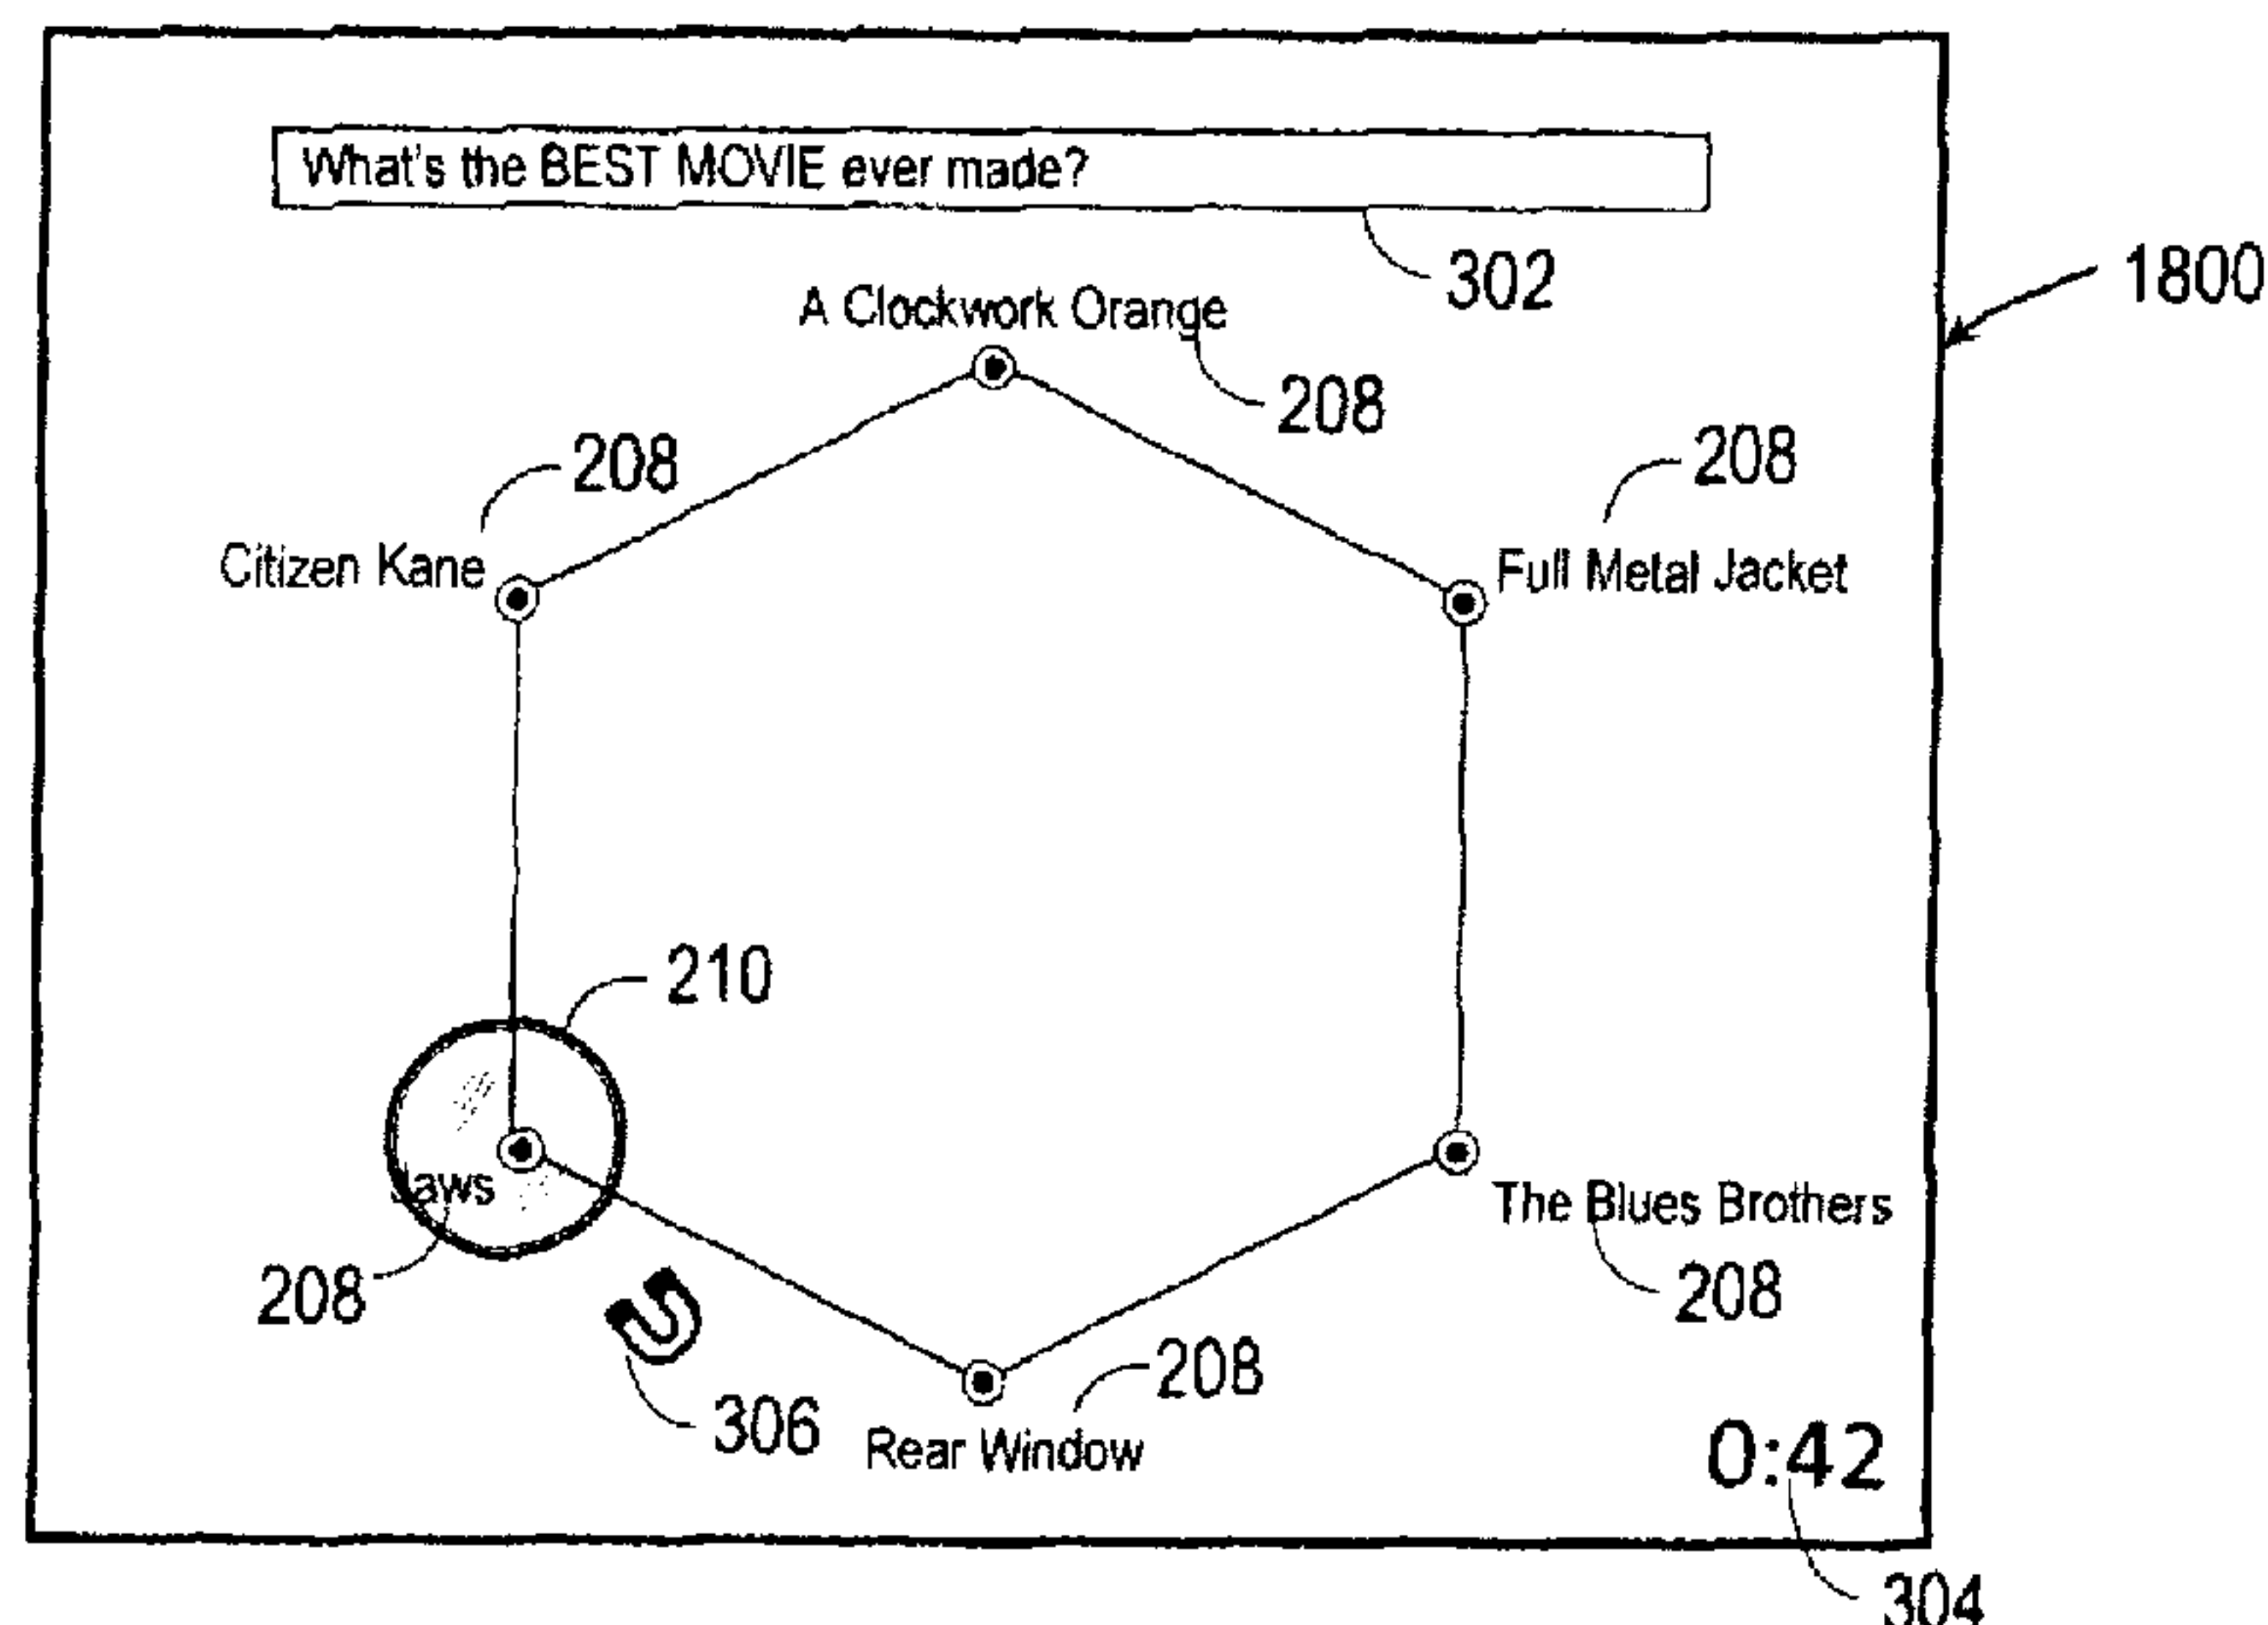 What's the BEST MOVIE ever made?
302
1800
A Clockwork Orange
208
208
208
Citizen Kane
Full Metal Jacket
210
Jaws
The Blues Brothers
208
208
306
208
Rear Window
0:42
304